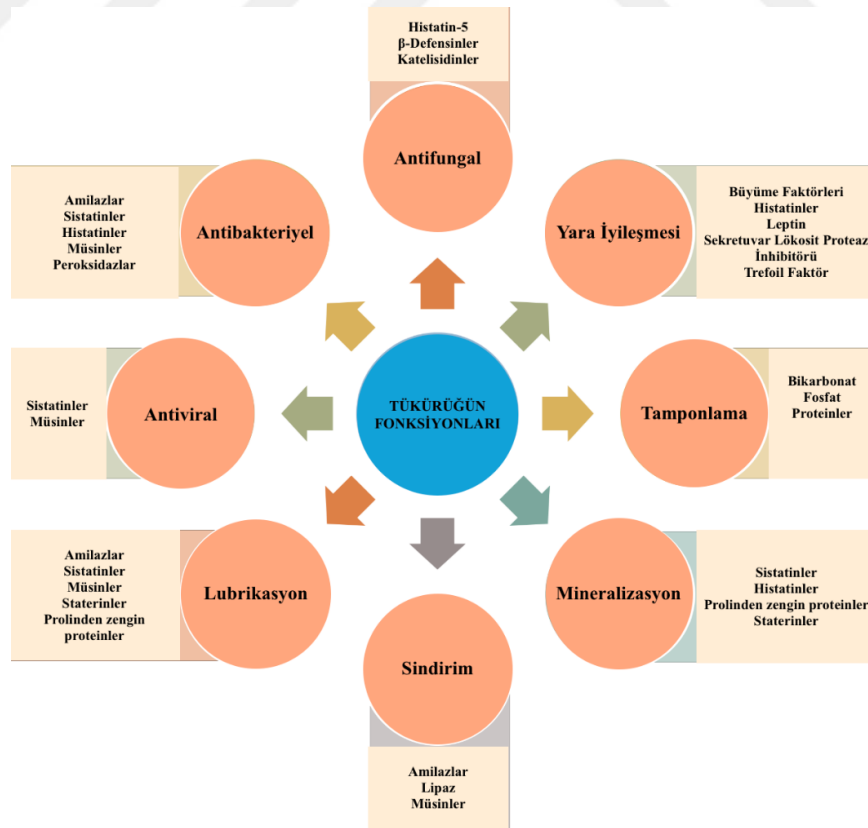 Histatin-5
β-Defensinler
Katelisidinler
Antifungal
Amilazlar
Sistatinler
Histatinler
Müsinler
Peroksidazlar
Antibakteriyel
Yara İyileşmesi
Büyüme Faktörleri
Histatinler
Leptin
Sekretuvar Lökosit Proteaz
İnhibitörü
Trefoil Faktör
Sistatinler
Müsinler
Antiviral
TÜKÜRÜĞÜN
FONKSİYONLARI
Tamponlama
Bikarbonat
Fosfat
Proteinler
Amilazlar
Sistatinler
Müsinler
Staterinler
Prolinden zengin
proteinler
Lubrikasyon
Mineralizasyon
Sistatinler
Histatinler
Prolinden zengin proteinler
Staterinler
Sindirim
Amilazlar
Lipaz
Müsinler